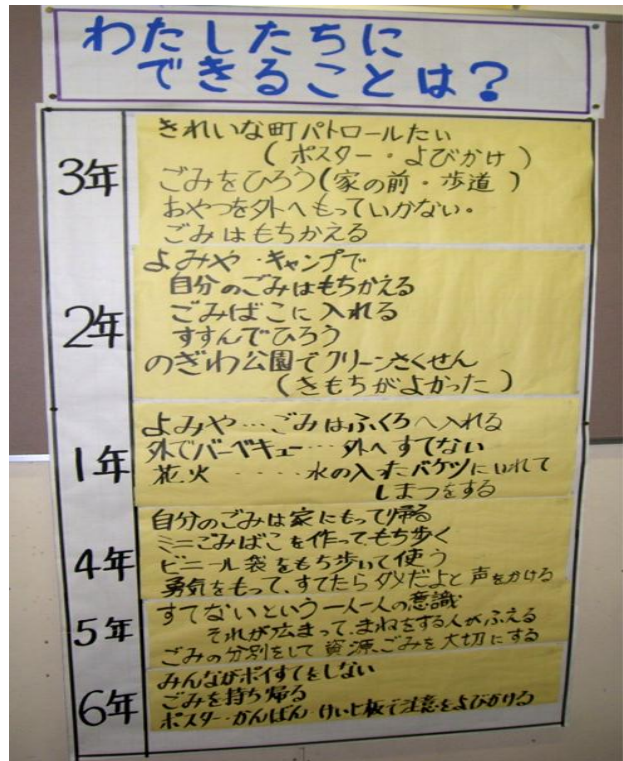 わたしたちに
できることは？
3年
きれいな町パトロールたい
（ポスター・よびかけ）
ごみをひろう（家の前・歩道）
おやつを外へもっていかない。
ごみはもちかえる
2年
よみや・キャンプで
自分のごみはもちかえる
ごみばこに入れる
すすんでひろう
のぎわ公園でクリーンさくせん
（きもちがよかった）
1年
よみや…ごみはふくろへ入れる
外でバーベキュー…外へすてない
花火……水の入ったバケツにいれて
しまつをする
4年
自分のごみは家にもって帰る
ミニごみばこを作ってもち歩く
ビニール袋をもち歩いて使う
勇気をもって、すてたらダメだよと声をかける
5年
すてないという一人一人の意識
それが広まって、まねをする人がふえる
ごみの分別をして資源ごみを大切にする
6年
みんながポイすてをしない
ごみを持ち帰る
ポスター・かんばん・けいじ板で注意をよびかける